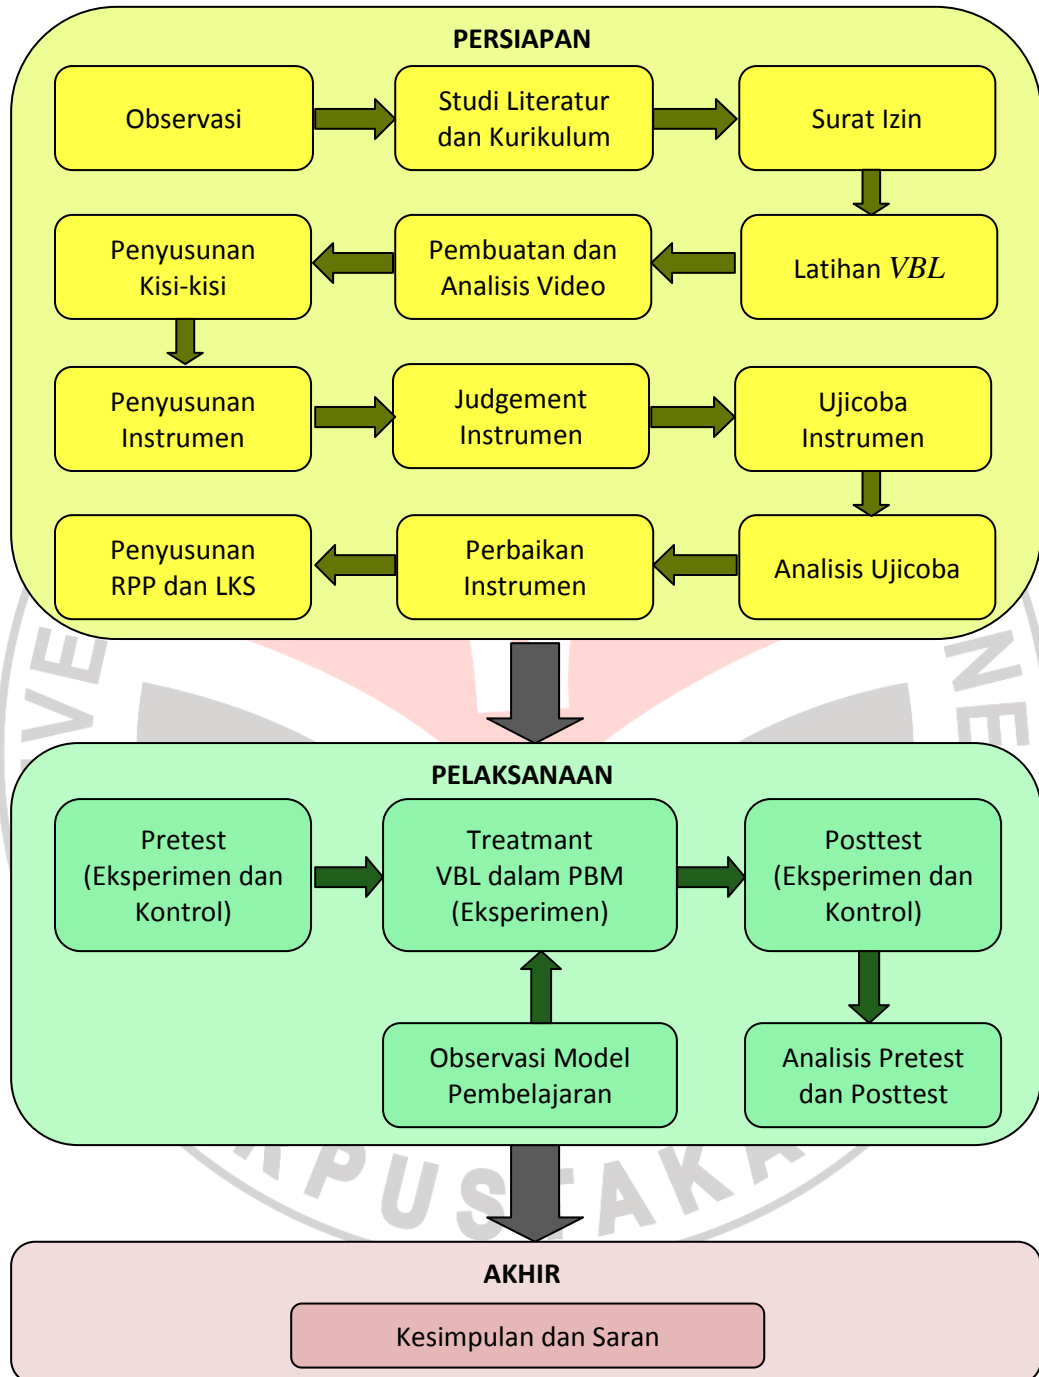 PERSIAPAN
Observasi
Studi Literatur
dan Kurikulum
Surat Izin
Latihan VBL
Pembuatan dan
Analisis Video
Penyusunan
Kisi-kisi
Penyusunan
Instrumen
Judgement
Instrumen
Ujicoba
Instrumen
Analisis Ujicoba
Perbaikan
Instrumen
Penyusunan
RPP dan LKS
PELAKSANAAN
Pretest
(Eksperimen dan
Kontrol)
Treatmant
VBL dalam PBM
(Eksperimen)
Posttest
(Eksperimen dan
Kontrol)
Observasi Model
Pembelajaran
Analisis Pretest
dan Posttest
AKHIR
Kesimpulan dan Saran